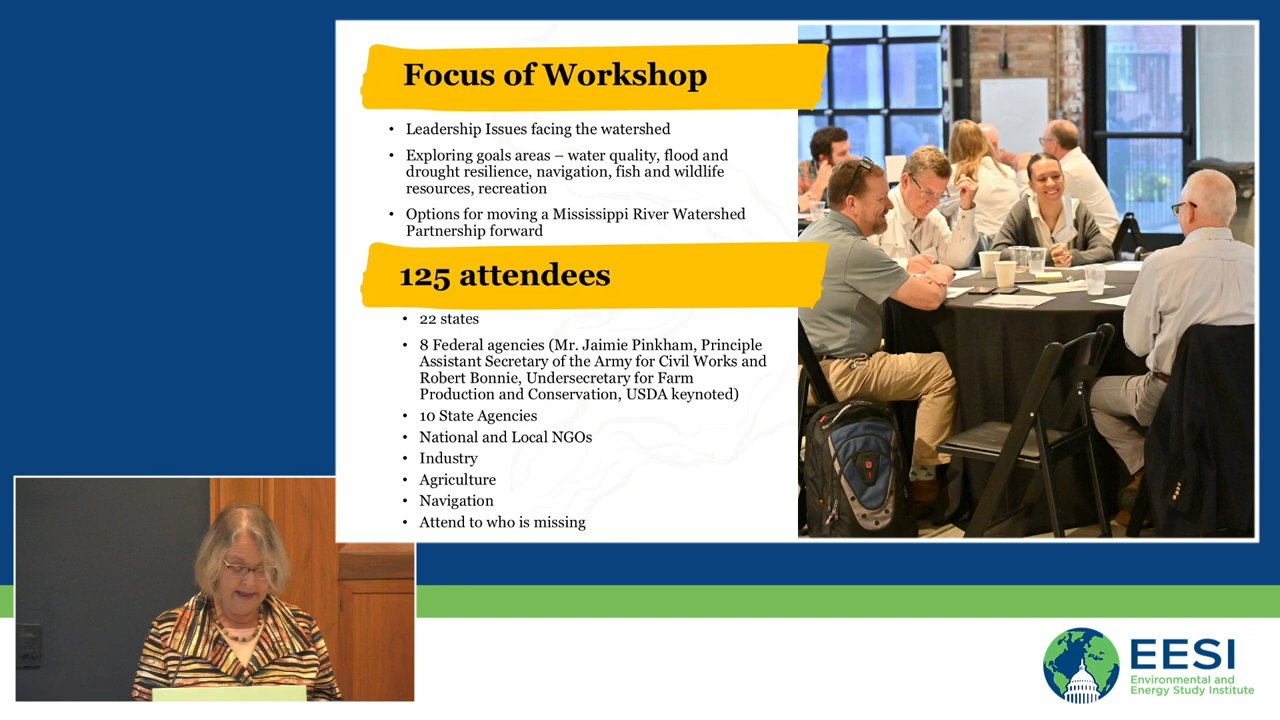 Focus of Workshop
• Leadership Issues facing the watershed
• Exploring goals areas – water quality, flood and
drought resilience, navigation, fish and wildlife
resources, recreation
• Options for moving a Mississippi River Watershed
Partnership forward
125 attendees
• 22 states
• 8 Federal agencies (Mr. Jaimie Pinkham, Principle
Assistant Secretary of the Army for Civil Works and
Robert Bonnie, Undersecretary for Farm
Production and Conservation, USDA keynoted)
• 10 State Agencies
• National and Local NGOs
• Industry
• Agriculture
• Navigation
• Attend to who is missing
EESI
Environmental and
Energy Study Institute